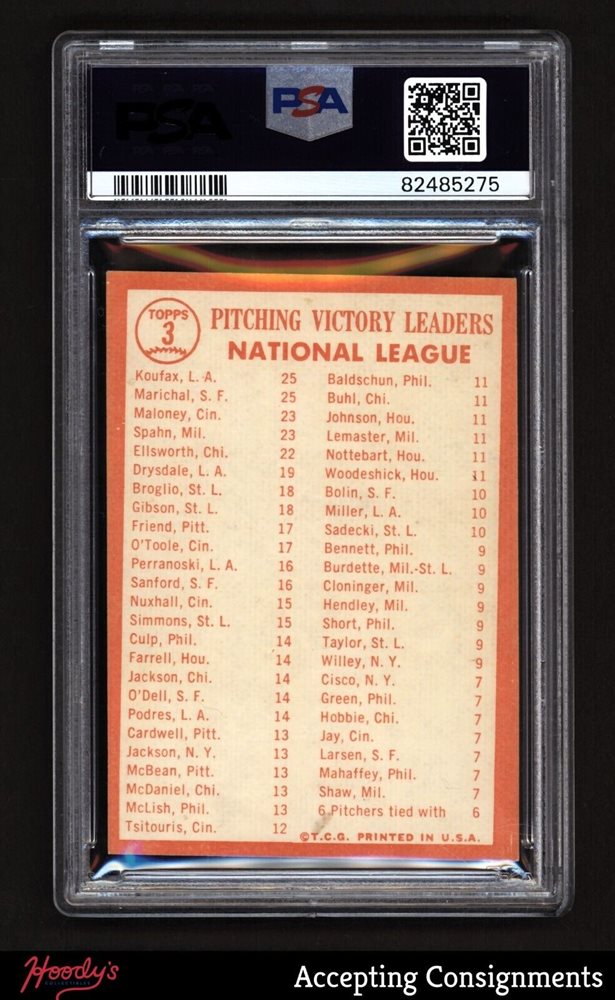 PSA
PSA
82485275
TOPPS
3
PITCHING VICTORY LEADERS
NATIONAL LEAGUE
Koufax, L. A. 25
Marichal, S. F. 25
Maloney, Cin. 23
Spahn, Mil. 23
Ellsworth, Chi. 22
Drysdale, L. A. 19
Broglio, St. L. 18
Gibson, St. L. 18
Friend, Pitt. 17
O'Toole, Cin. 17
Perranoski, L. A. 16
Sanford, S. F. 16
Nuxhall, Cin. 15
Simmons, St. L. 15
Culp, Phil. 14
Farrell, Hou. 14
Jackson, Chi. 14
O'Dell, S. F. 14
Podres, L. A. 14
Cardwell, Pitt. 13
Jackson, N. Y. 13
McBean, Pitt. 13
McDaniel, Chi. 13
McLish, Phil. 13
Tsitouris, Cin. 12
Baldschun, Phil. 11
Buhl, Chi. 11
Johnson, Hou. 11
Lemaster, Mil. 11
Nottebart, Hou. 11
Woodeshick, Hou. 11
Bolin, S. F. 10
Miller, L. A. 10
Sadecki, St. L. 10
Bennett, Phil. 9
Burdette, Mil.-St. L. 9
Cloninger, Mil. 9
Hendley, Mil. 9
Short, Phil. 9
Taylor, St. L. 9
Willey, N. Y. 9
Cisco, N. Y. 7
Green, Phil. 7
Hobbie, Chi. 7
Jay, Cin. 7
Larsen, S. F. 7
Mahaffey, Phil. 7
Shaw, Mil. 7
6 Pitchers tied with 6
©T.C.G. PRINTED IN U.S.A.
Hoody's
COLLECTIBLES
Accepting Consignments